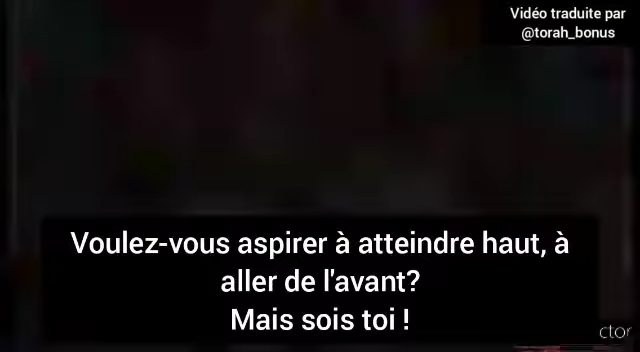 Vidéo traduite par
@torah_bonus
Voulez-vous aspirer à atteindre haut, à
aller de l'avant?
Mais sois toi !
ctor